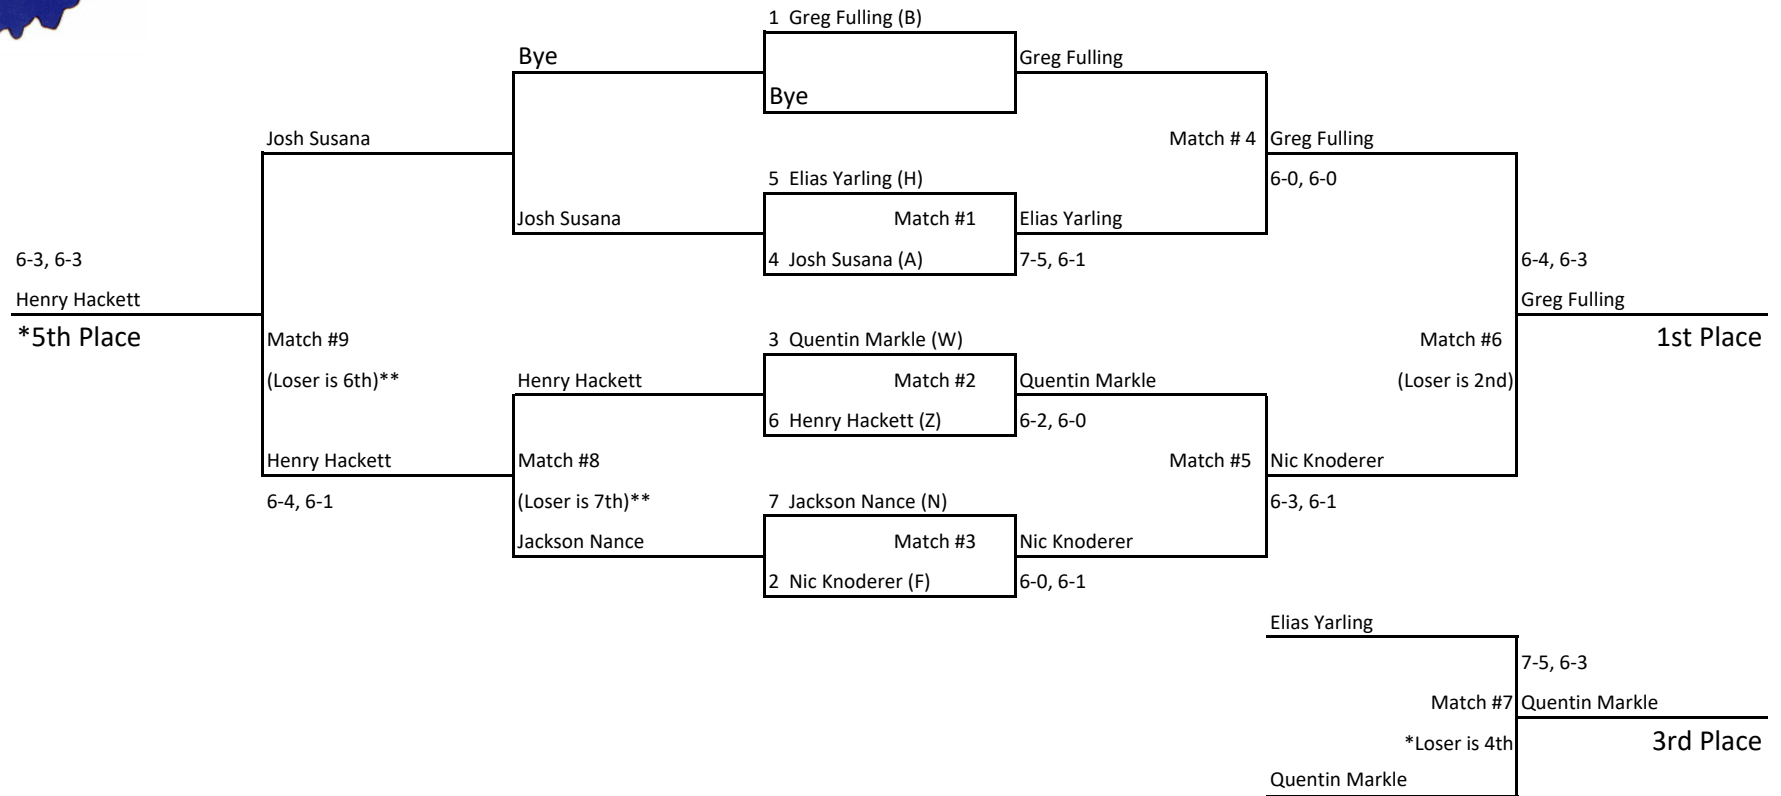 1 Greg Fulling (B)
Bye Greg Fulling
Bye
Josh Susana Match # 4 Greg Fulling
5 Elias Yarling (H) 6-0, 6-0
Josh Susana Match #1 Elias Yarling
6-3, 6-3 4 Josh Susana (A) 7-5, 6-1 6-4, 6-3
Henry Hackett Greg Fulling
*5th Place Match #9 3 Quentin Markle (W) Match #6 1st Place
(Loser is 6th)** Henry Hackett Match #2 Quentin Markle (Loser is 2nd)
6 Henry Hackett (Z) 6-2, 6-0
Henry Hackett Match #8 Match #5 Nic Knoderer
6-4, 6-1 (Loser is 7th)** 7 Jackson Nance (N) 6-3, 6-1
Jackson Nance Match #3 Nic Knoderer
2 Nic Knoderer (F) 6-0, 6-1
Elias Yarling
7-5, 6-3
Match #7 Quentin Markle
*Loser is 4th 3rd Place
Quentin Markle